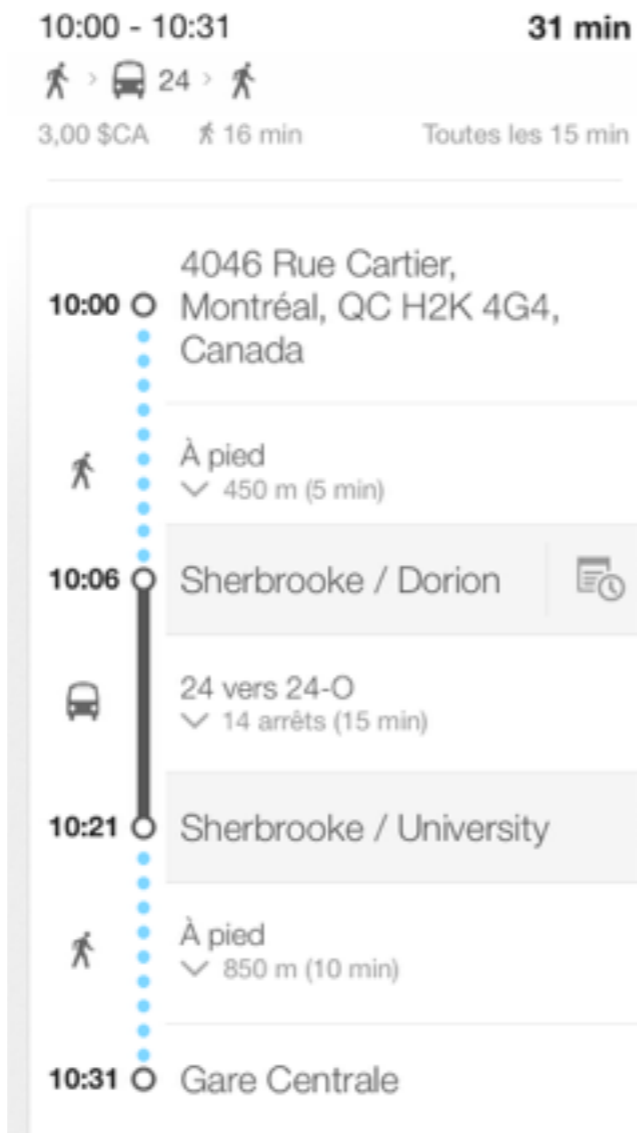 10:00 - 10:31 31 min
24
3,00 $CA 16 min Toutes les 15 min
4046 Rue Cartier,
10:00 Montréal, QC H2K 4G4,
Canada
À pied
450 m (5 min)
10:06 Sherbrooke / Dorion
24 vers 24-O
14 arrêts (15 min)
10:21 Sherbrooke / University
À pied
850 m (10 min)
10:31 Gare Centrale